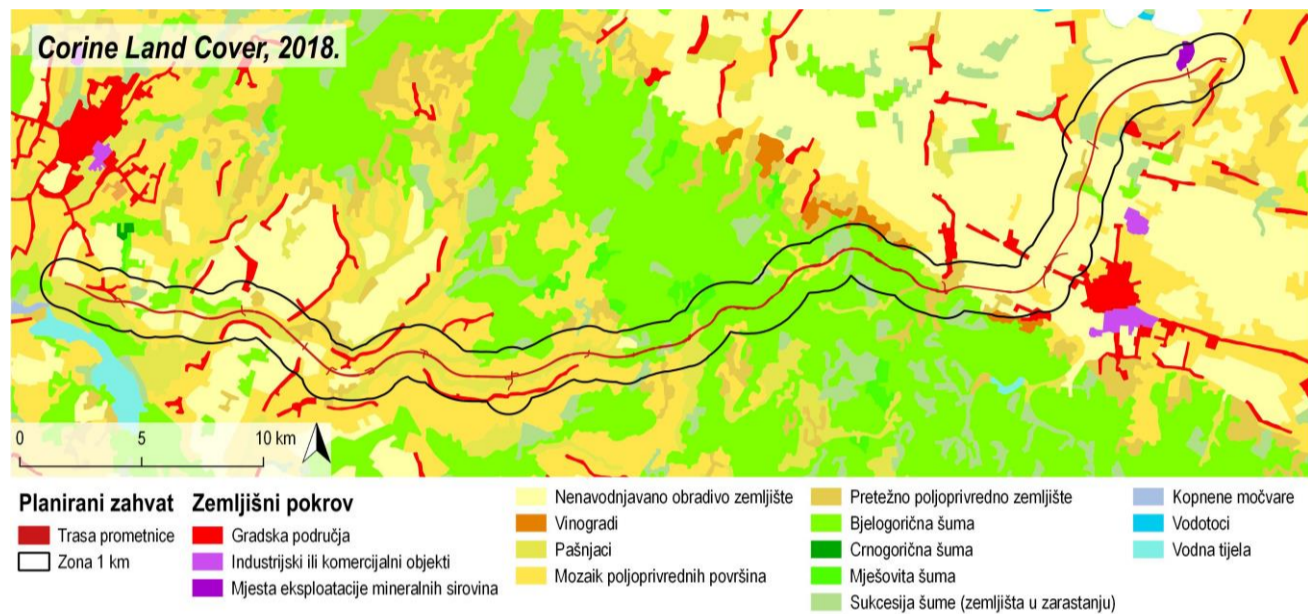 Corine Land Cover, 2018.
0 5 10 km
Planirani zahvat
Trasa prometnice
Zona 1 km
Zemljišni pokrov
Gradska područja
Industrijski ili komercijalni objekti
Mjesta eksploatacije mineralnih sirovina
Nenavodnjavano obradivo zemljište
Vinogradi
Pašnjaci
Mozaik poljoprivrednih površina
Pretežno poljoprivredno zemljište
Bjelogorična šuma
Crnogorična šuma
Mješovita šuma
Sukcesija šume (zemljišta u zarastanju)
Kopnene močvare
Vodotoci
Vodna tijela